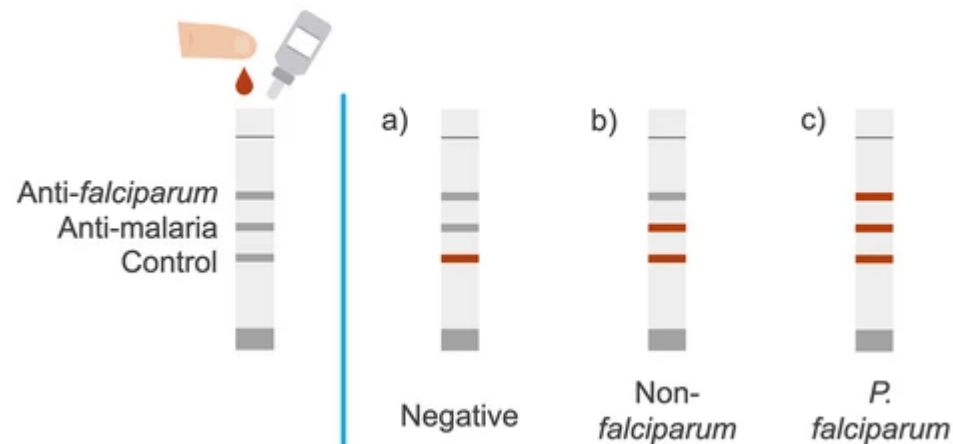 Anti-falciparum
Anti-malaria
Control
a)
b)
c)
Negative
Non-
falciparum
P.
falciparum